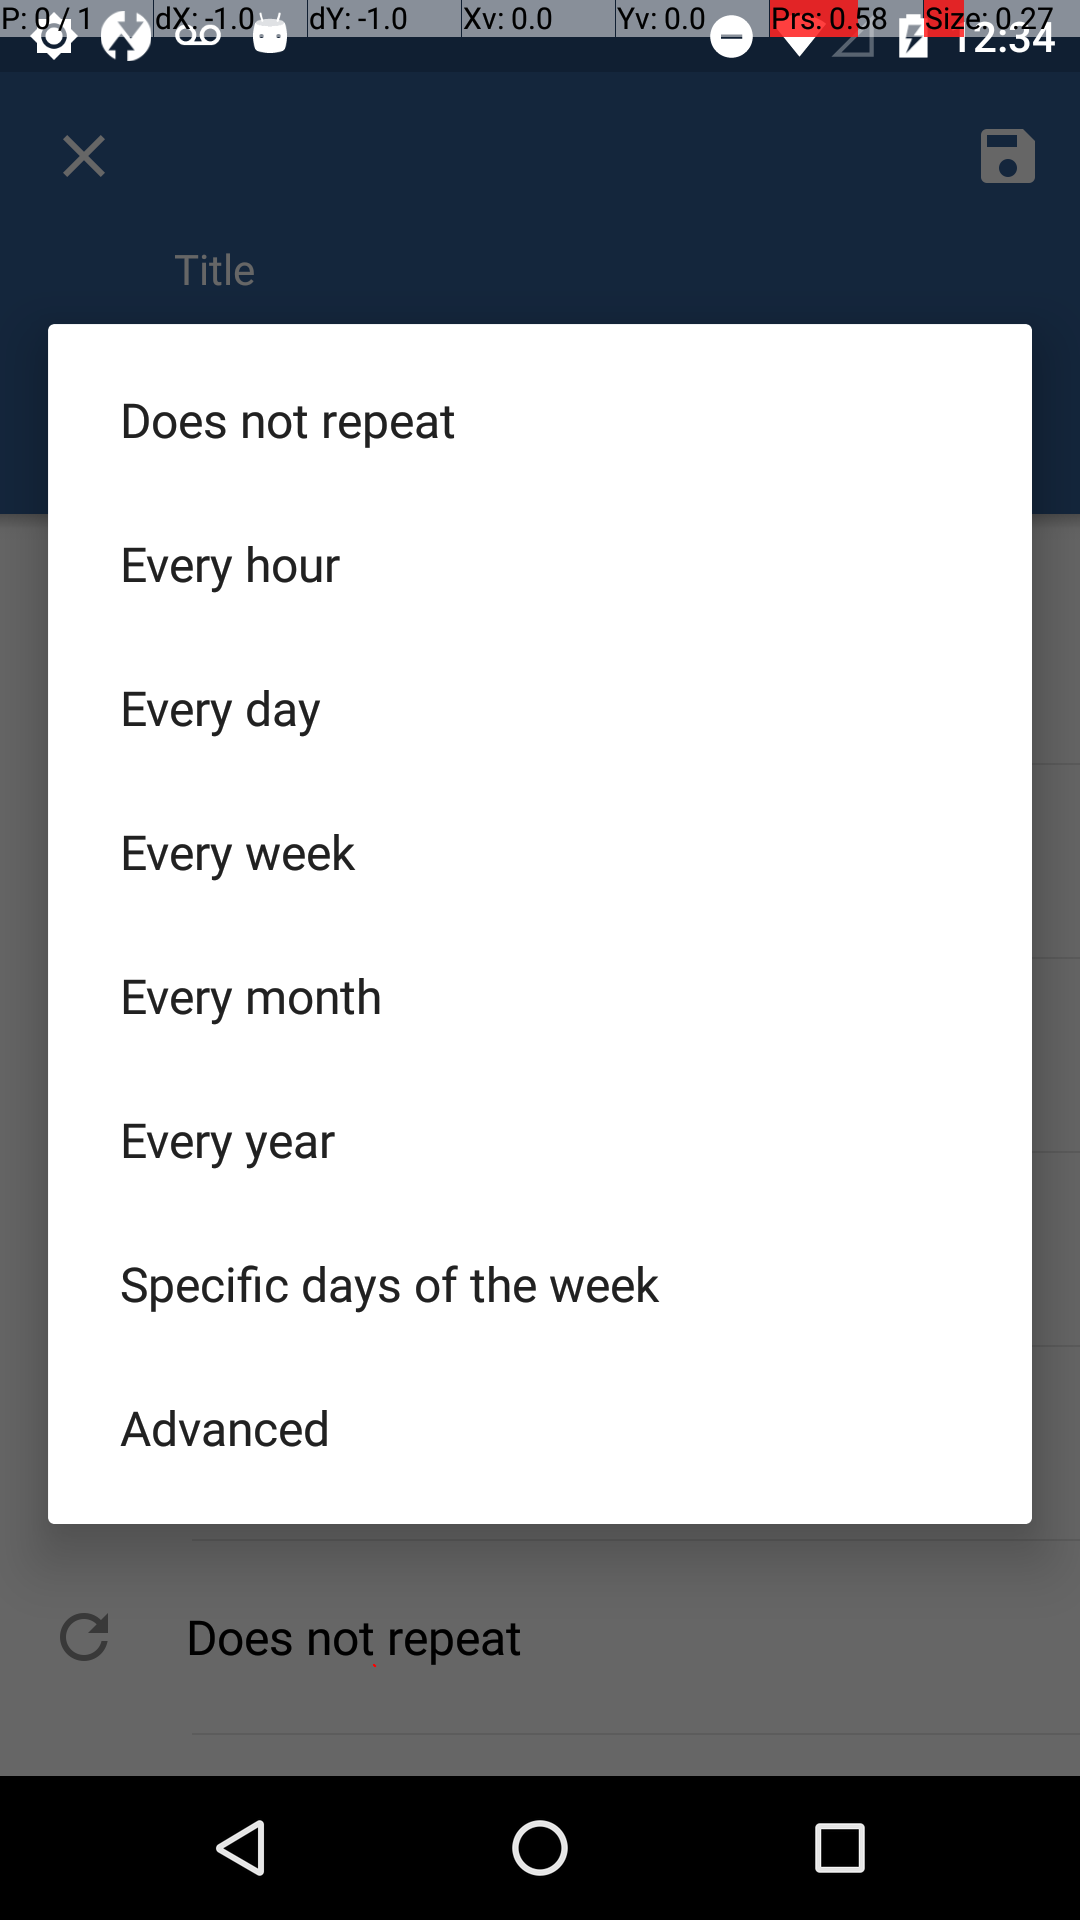 P: 0 / 1 dX: -1.0 dY: -1.0 Xv: 0.0 Yv: 0.0 Prs: 0.58 Size: 0.27
12:34
Title
Does not repeat
Every hour
Every day
Every week
Every month
Every year
Specific days of the week
Advanced
Does not repeat